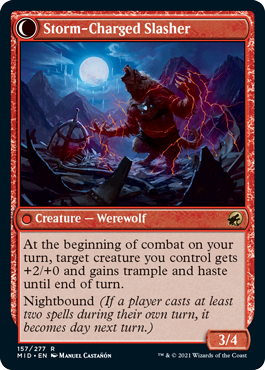 Storm-Charged Slasher
Creature — Werewolf
At the beginning of combat on your
turn, target creature you control gets
+2/+0 and gains trample and haste
until end of turn.
Nightbound (If a player casts at least
two spells during their own turn, it
becomes day next turn.)
3/4
157/277 R
MID • EN MANUEL CASTAÑÓN
™ & © 2021 Wizards of the Coast